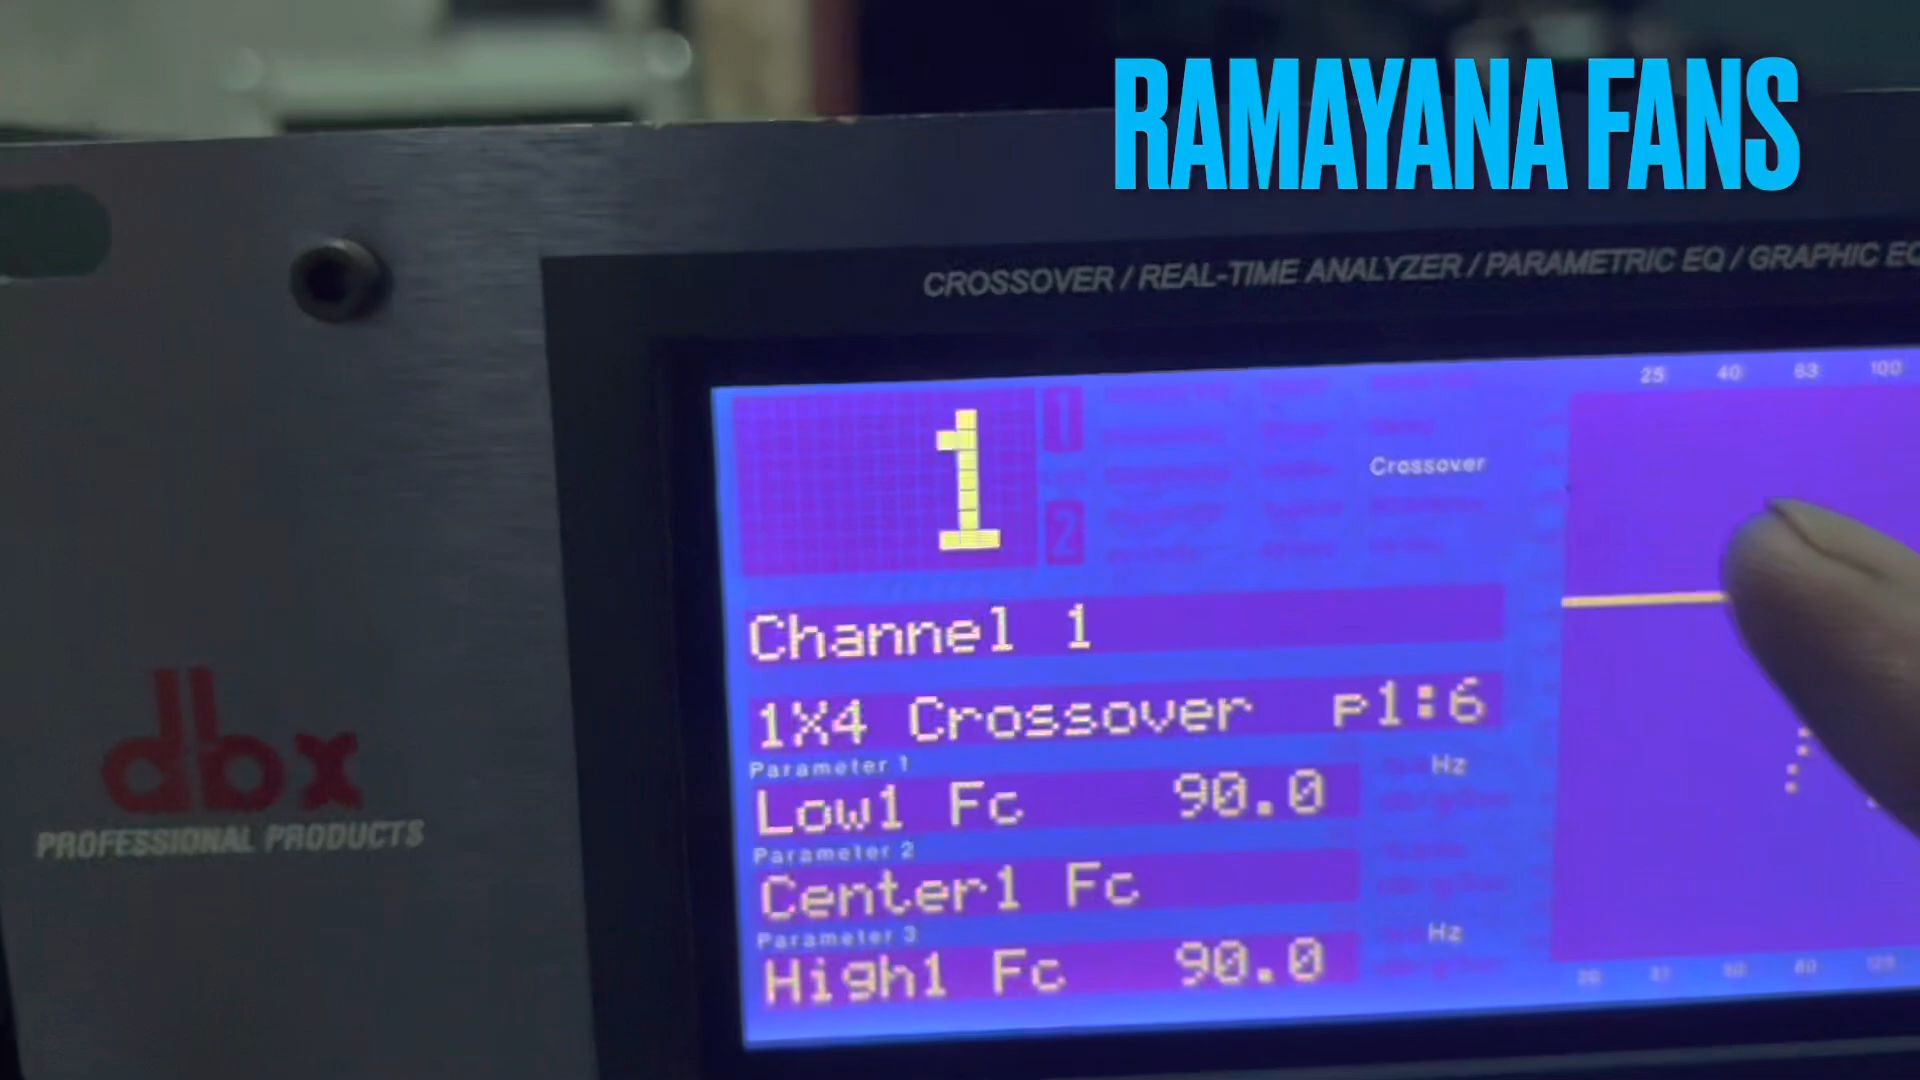 RAMAYANA FANS
CROSSOVER / REAL-TIME ANALYZER / PARAMETRIC EQ / GRAPHIC EQ
25 40 63 100
1
1
2
Crossover
Channel 1
1X4 Crossover p1:6
Parameter 1
Hz
Low1 Fc 90.0
Parameter 2
Center1 Fc
Parameter 3
Hz
High1 Fc 90.0
dbx
PROFESSIONAL PRODUCTS